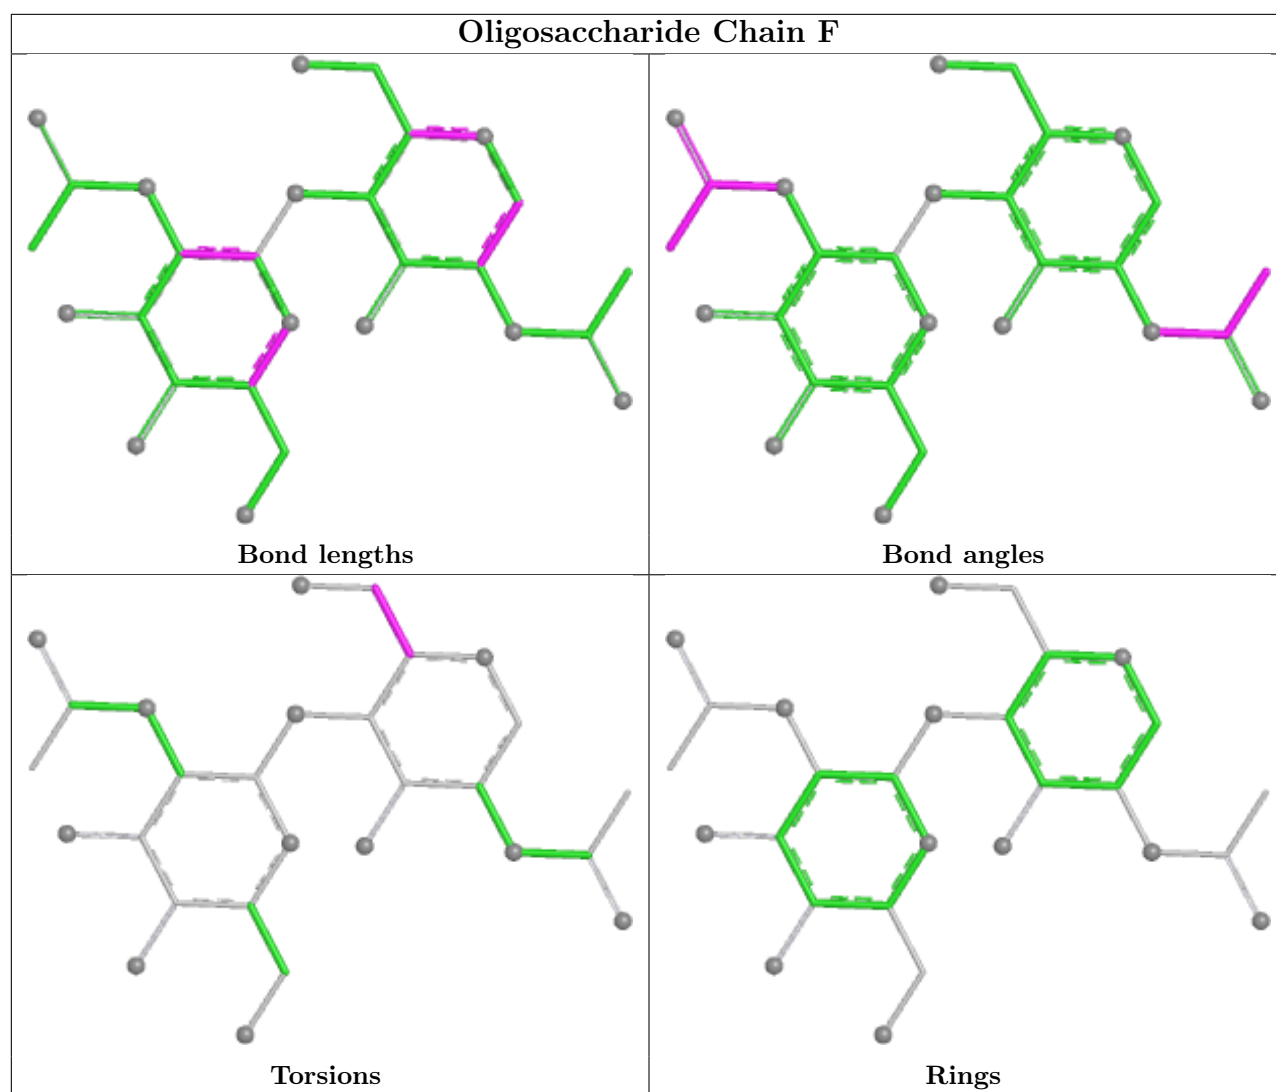 Oligosaccharide Chain F
Bond lengths
Bond angles
Torsions
Rings